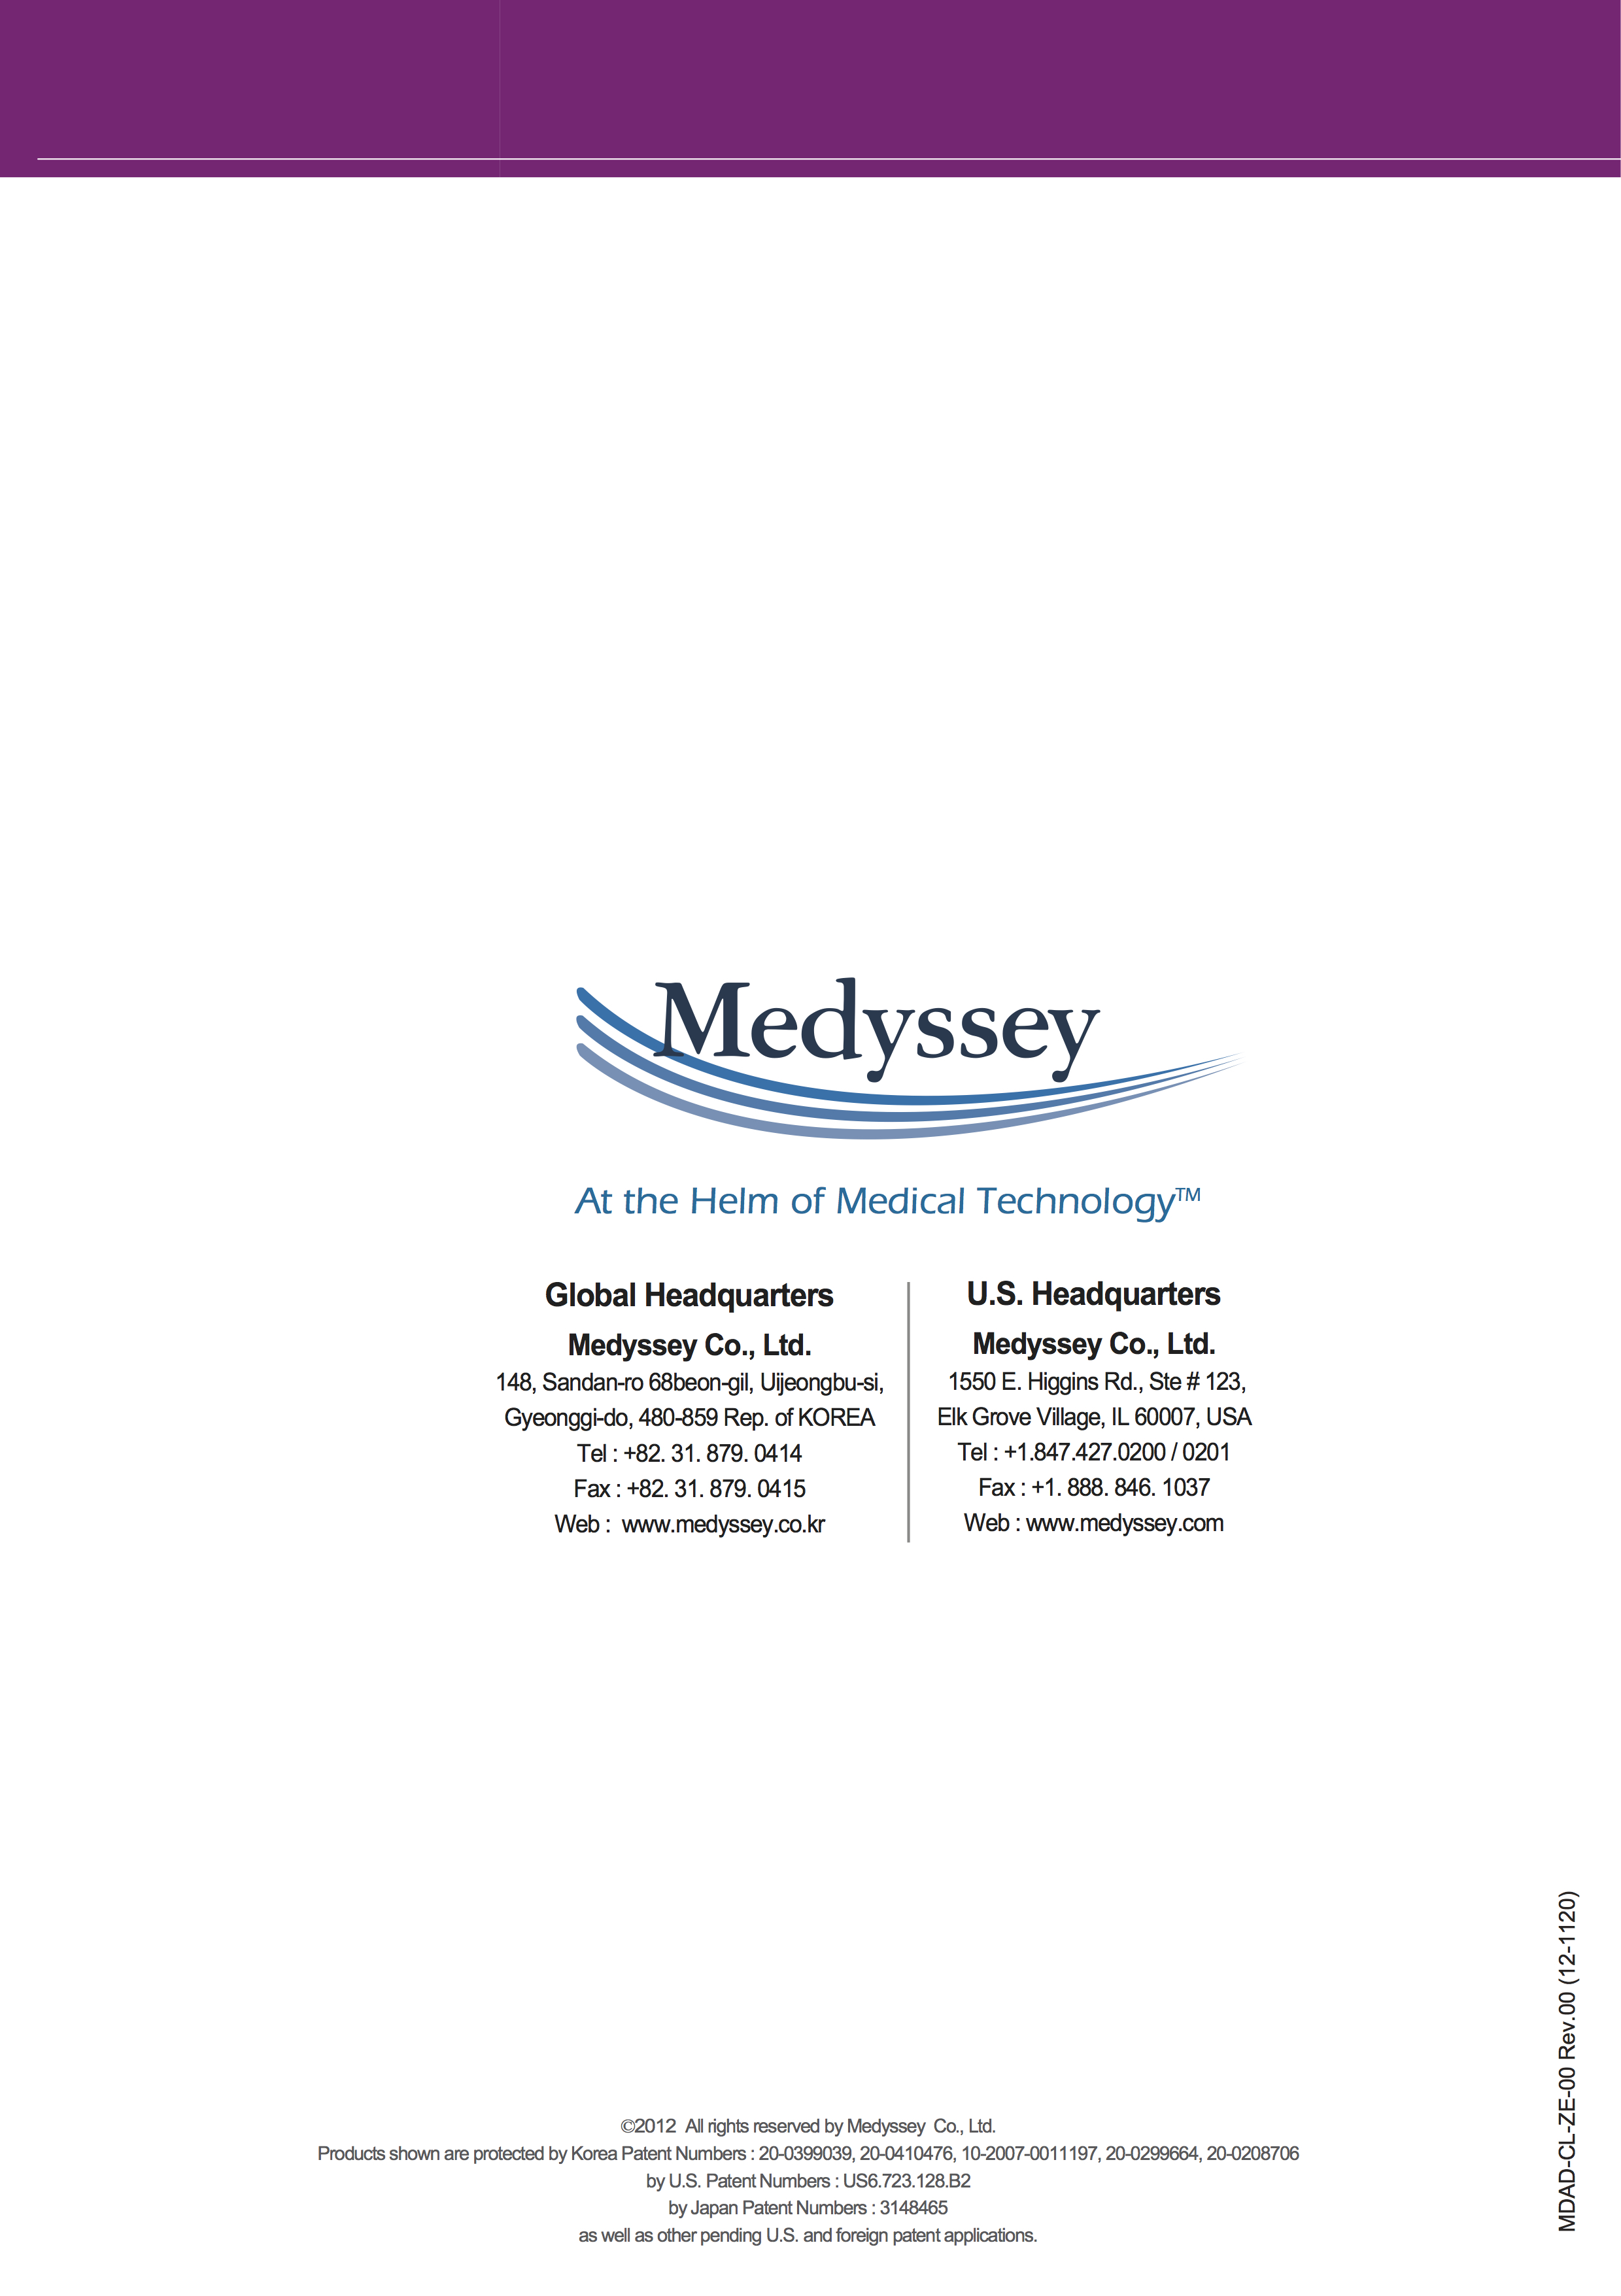 Medyssey
At the Helm of Medical Technology™
Global Headquarters
Medyssey Co., Ltd.
148, Sandan-ro 68beon-gil, Uijeongbu-si,
Gyeonggi-do, 480-859 Rep. of KOREA
Tel : +82. 31. 879. 0414
Fax : +82. 31. 879. 0415
Web :  www.medyssey.co.kr
U.S. Headquarters
Medyssey Co., Ltd.
1550 E. Higgins Rd., Ste # 123,
Elk Grove Village, IL 60007, USA
Tel : +1.847.427.0200 / 0201
Fax : +1. 888. 846. 1037
Web : www.medyssey.com
MDAD-CL-ZE-00 Rev.00 (12-1120)
©2012  All rights reserved by Medyssey  Co., Ltd.
Products shown are protected by Korea Patent Numbers : 20-0399039, 20-0410476, 10-2007-0011197, 20-0299664, 20-0208706
by U.S. Patent Numbers : US6.723.128.B2
by Japan Patent Numbers : 3148465
as well as other pending U.S. and foreign patent applications.